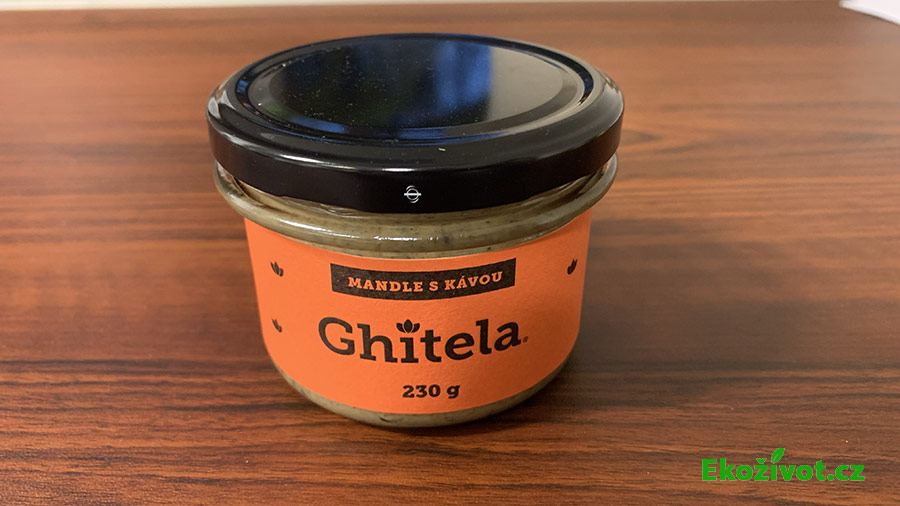 MANDLE S KÁVOU
Ghitela®
230 g
Ekoživot.cz